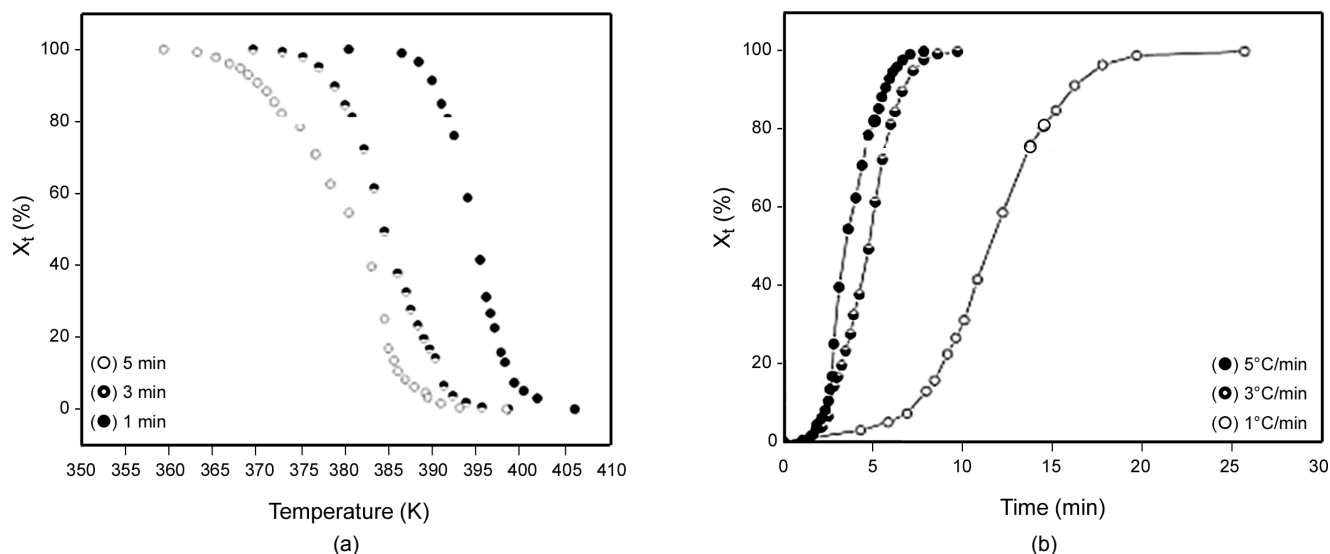 100
80
60
40
20
0
X_t (%)
( ) 5 min
( ) 3 min
( ) 1 min
350 355 360 365 370 375 380 385 390 395 400 405 410
Temperature (K)
(a)
100
80
60
40
20
0
X_t (%)
( ) 5°C/min
( ) 3°C/min
( ) 1°C/min
0 5 10 15 20 25 30
Time (min)
(b)